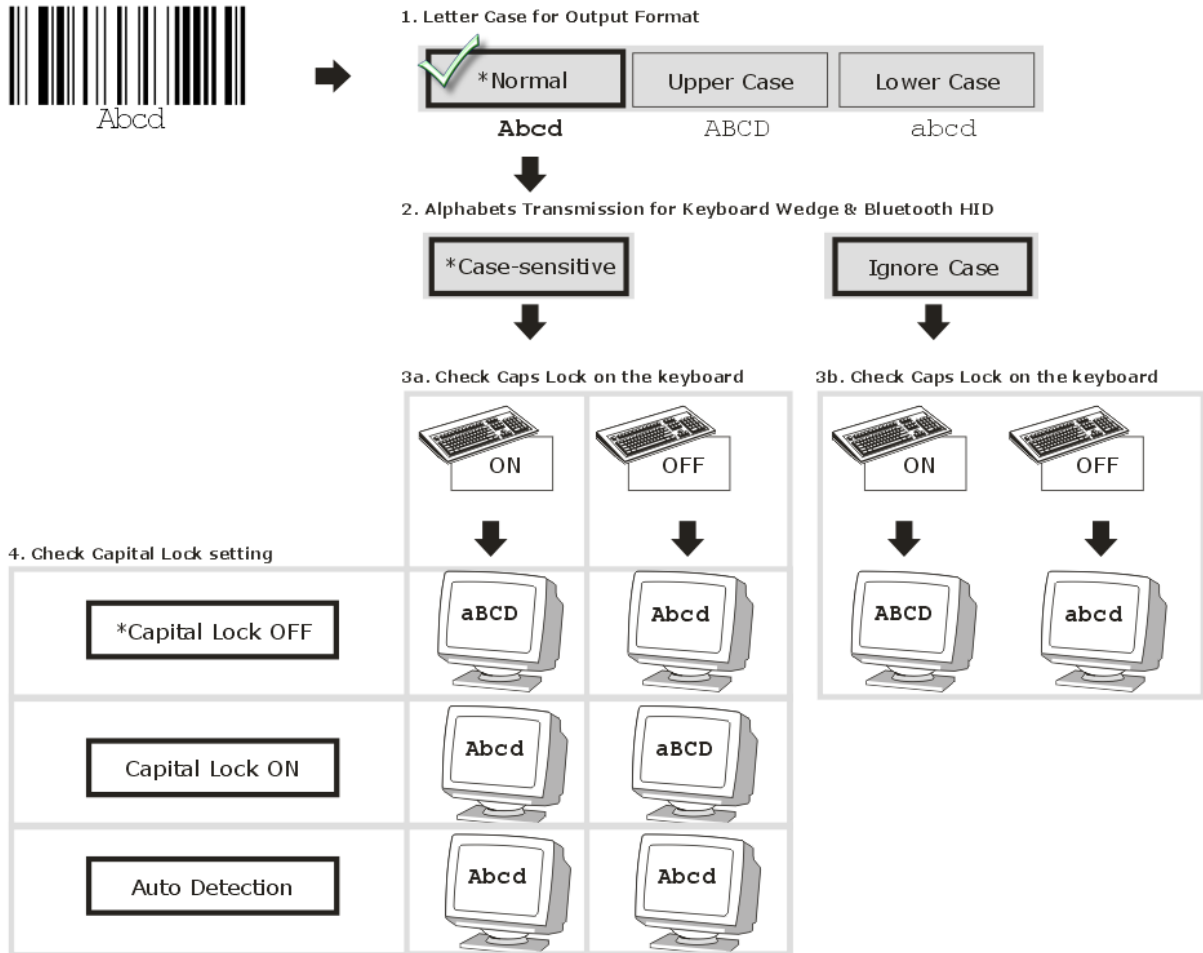 1. Letter Case for Output Format
*Normal
Upper Case
Lower Case
Abcd
Abcd
ABCD
abcd
2. Alphabets Transmission for Keyboard Wedge & Bluetooth HID
*Case-sensitive
Ignore Case
3a. Check Caps Lock on the keyboard
3b. Check Caps Lock on the keyboard
ON
OFF
ON
OFF
4. Check Capital Lock setting
*Capital Lock OFF
aBCD
Abcd
ABCD
abcd
Capital Lock ON
Abcd
aBCD
Auto Detection
Abcd
Abcd